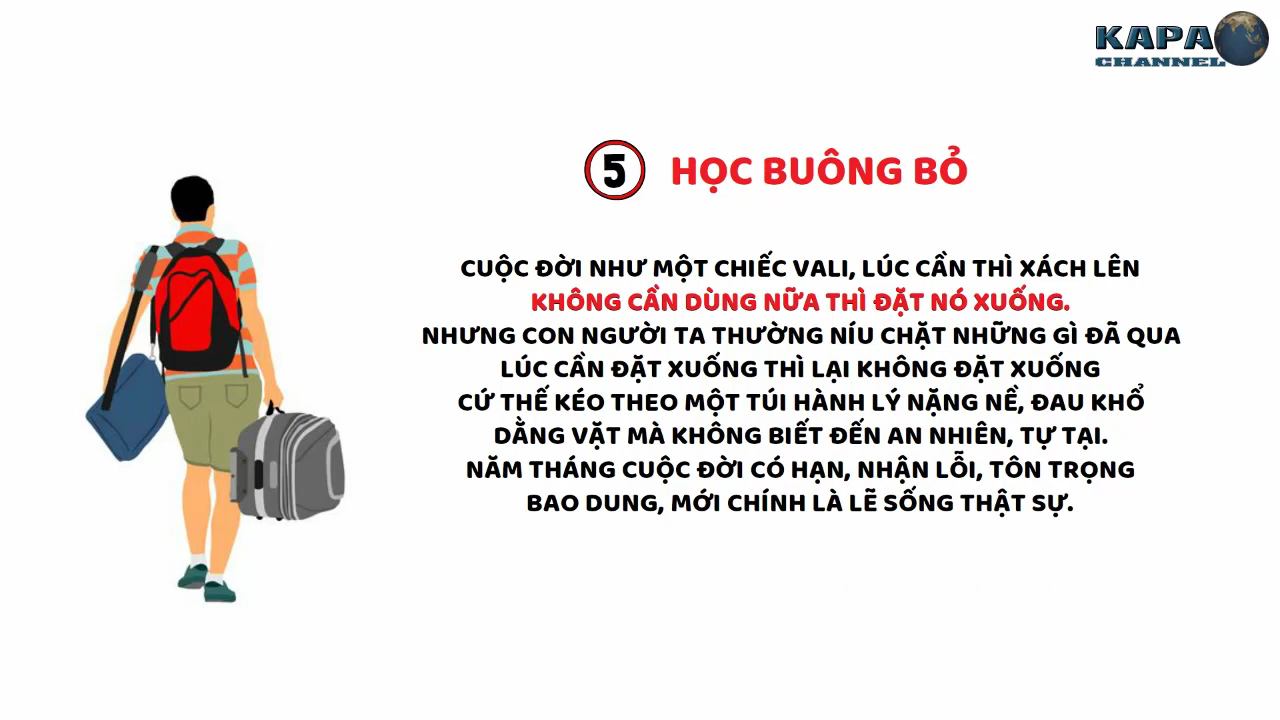 KAPA
CHANNEL
5 HỌC BUÔNG BỎ
CUỘC ĐỜI NHƯ MỘT CHIẾC VALI, LÚC CẦN THÌ XÁCH LÊN
KHÔNG CẦN DÙNG NỮA THÌ ĐẶT NÓ XUỐNG.
NHƯNG CON NGƯỜI TA THƯỜNG NÍU CHẶT NHỮNG GÌ ĐÃ QUA
LÚC CẦN ĐẶT XUỐNG THÌ LẠI KHÔNG ĐẶT XUỐNG
CỨ THẾ KÉO THEO MỘT TÚI HÀNH LÝ NẶNG NỀ, ĐAU KHỔ
DẰNG VẶT MÀ KHÔNG BIẾT ĐẾN AN NHIÊN, TỰ TẠI.
NĂM THÁNG CUỘC ĐỜI CÓ HẠN, NHẬN LỖI, TÔN TRỌNG
BAO DUNG, MỚI CHÍNH LÀ LẼ SỐNG THẬT SỰ.